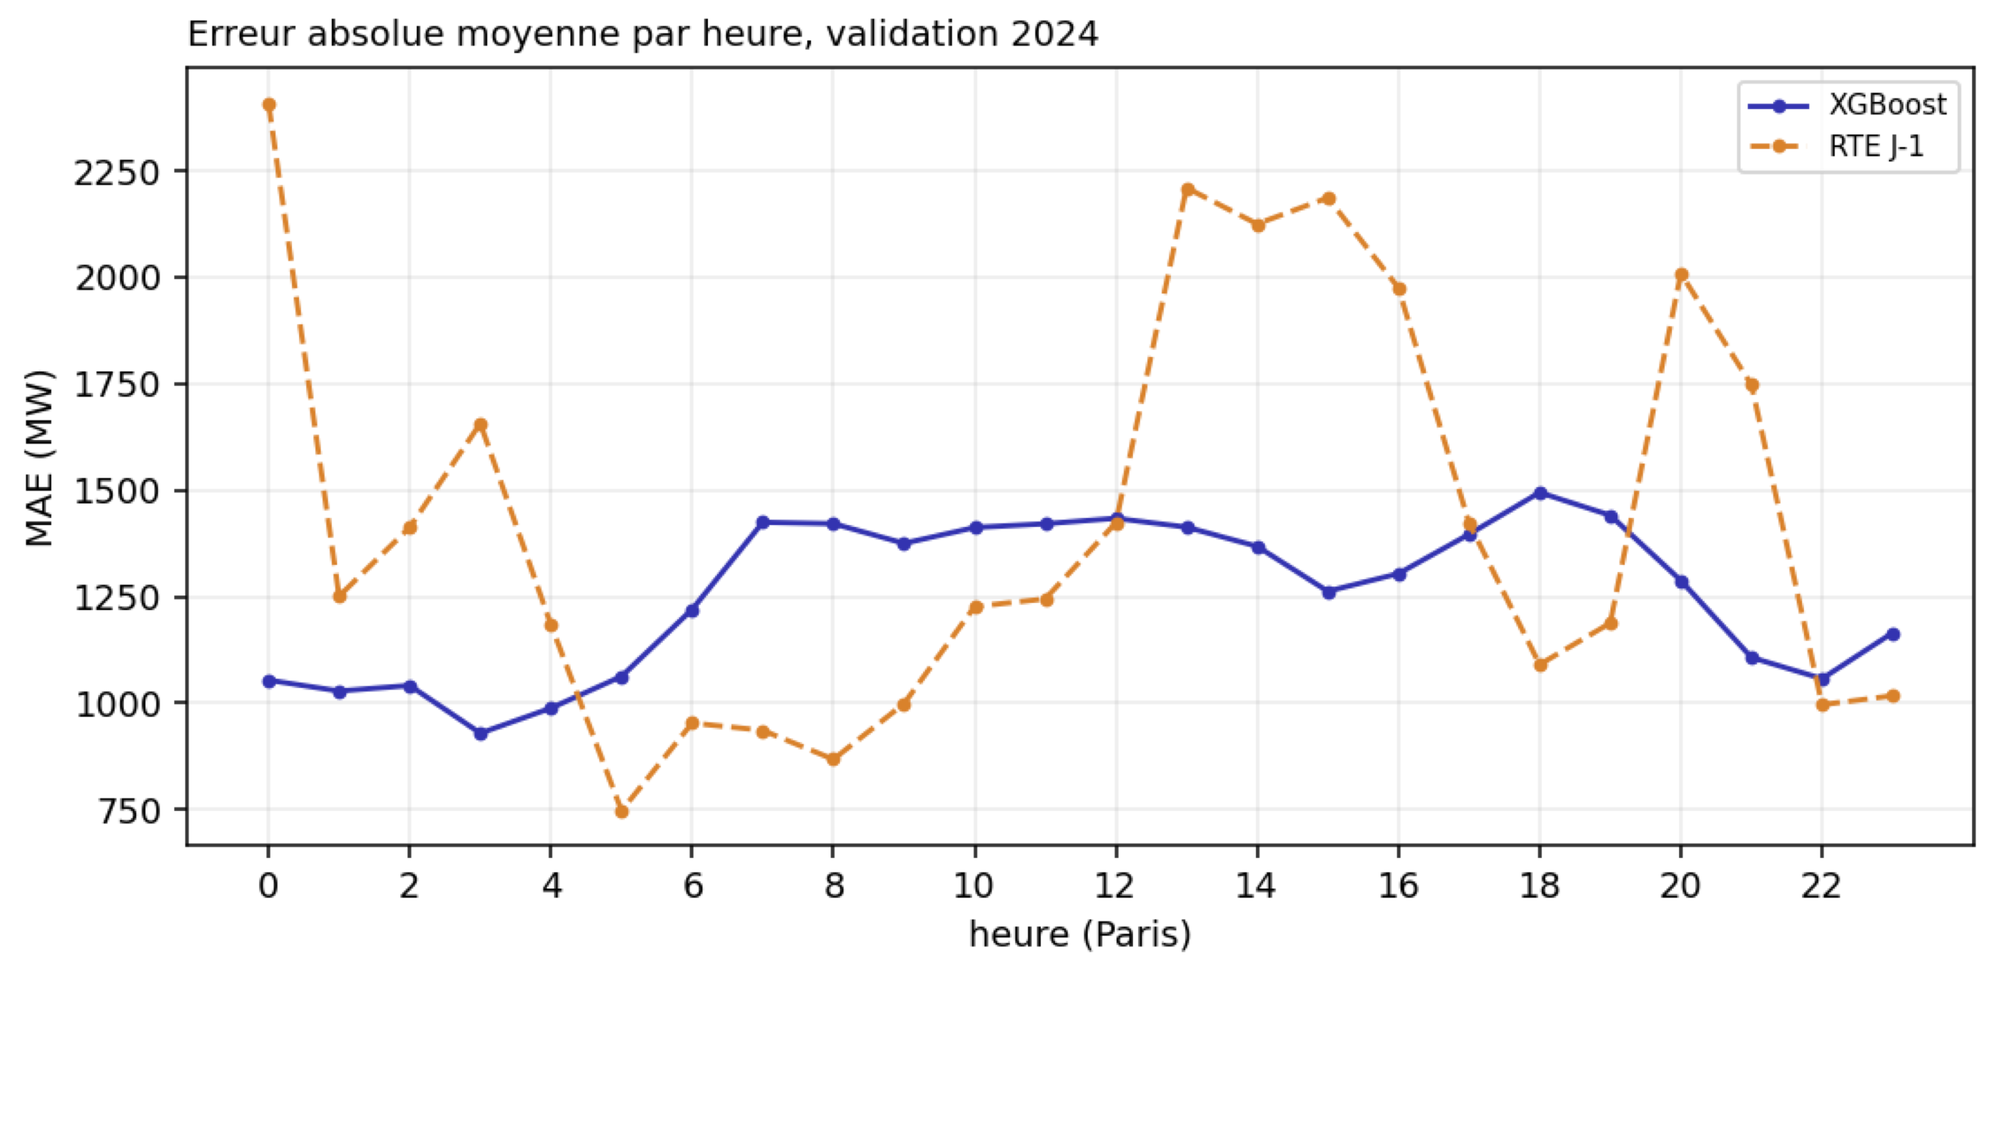 Erreur absolue moyenne par heure, validation 2024
XGBoost
RTE J-1
MAE (MW)
2250
2000
1750
1500
1250
1000
750
0 2 4 6 8 10 12 14 16 18 20 22
heure (Paris)